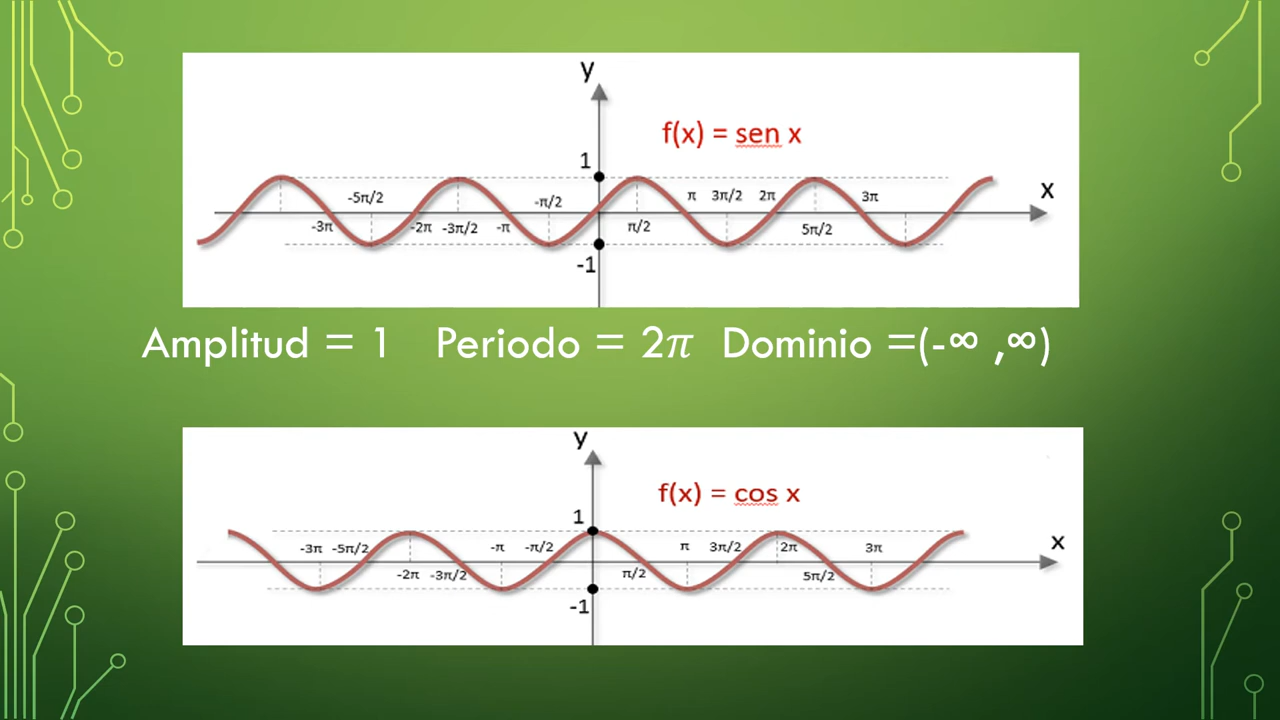 y
f(x) = sen x
1
x
-5π/2 -π/2 π 3π/2 2π 3π
-3π -2π -3π/2 -π π/2 5π/2
-1
Amplitud = 1 Periodo = 2𝜋 Dominio =(-∞ ,∞)
y
f(x) = cos x
1
x
-3π -5π/2 -π -π/2 π 3π/2 2π 3π
-2π -3π/2 π/2 5π/2
-1